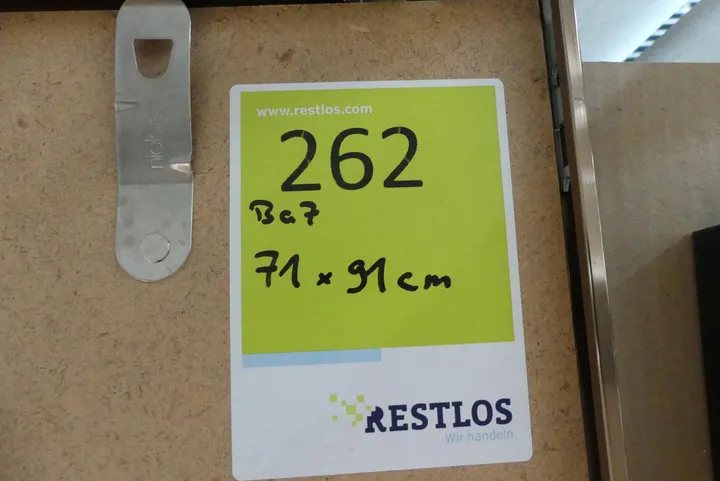 www.restlos.com
262
Ba7
71 x 91 cm
RESTLOS
Wir handeln